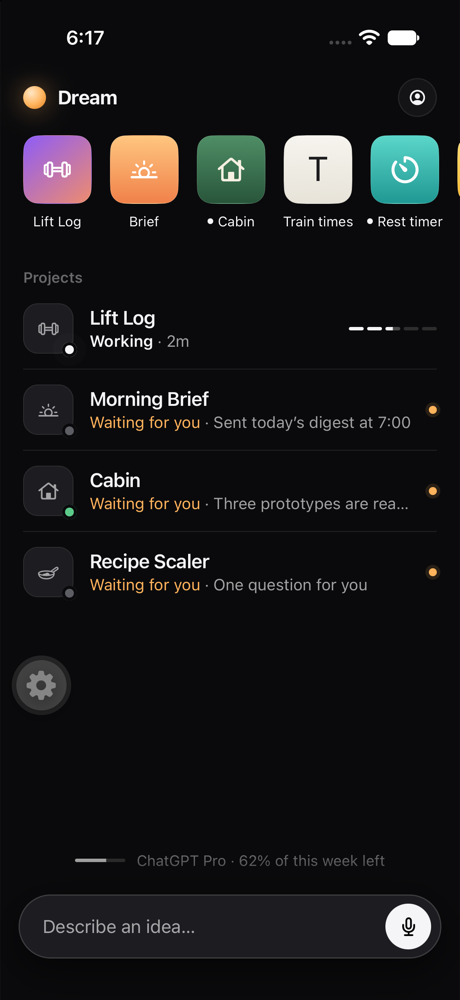 6:17
Dream
Lift Log
Brief
• Cabin
T
Train times
• Rest timer
Projects
Lift Log
Working · 2m
Morning Brief
Waiting for you · Sent today’s digest at 7:00
Cabin
Waiting for you · Three prototypes are rea…
Recipe Scaler
Waiting for you · One question for you
ChatGPT Pro · 62% of this week left
Describe an idea…